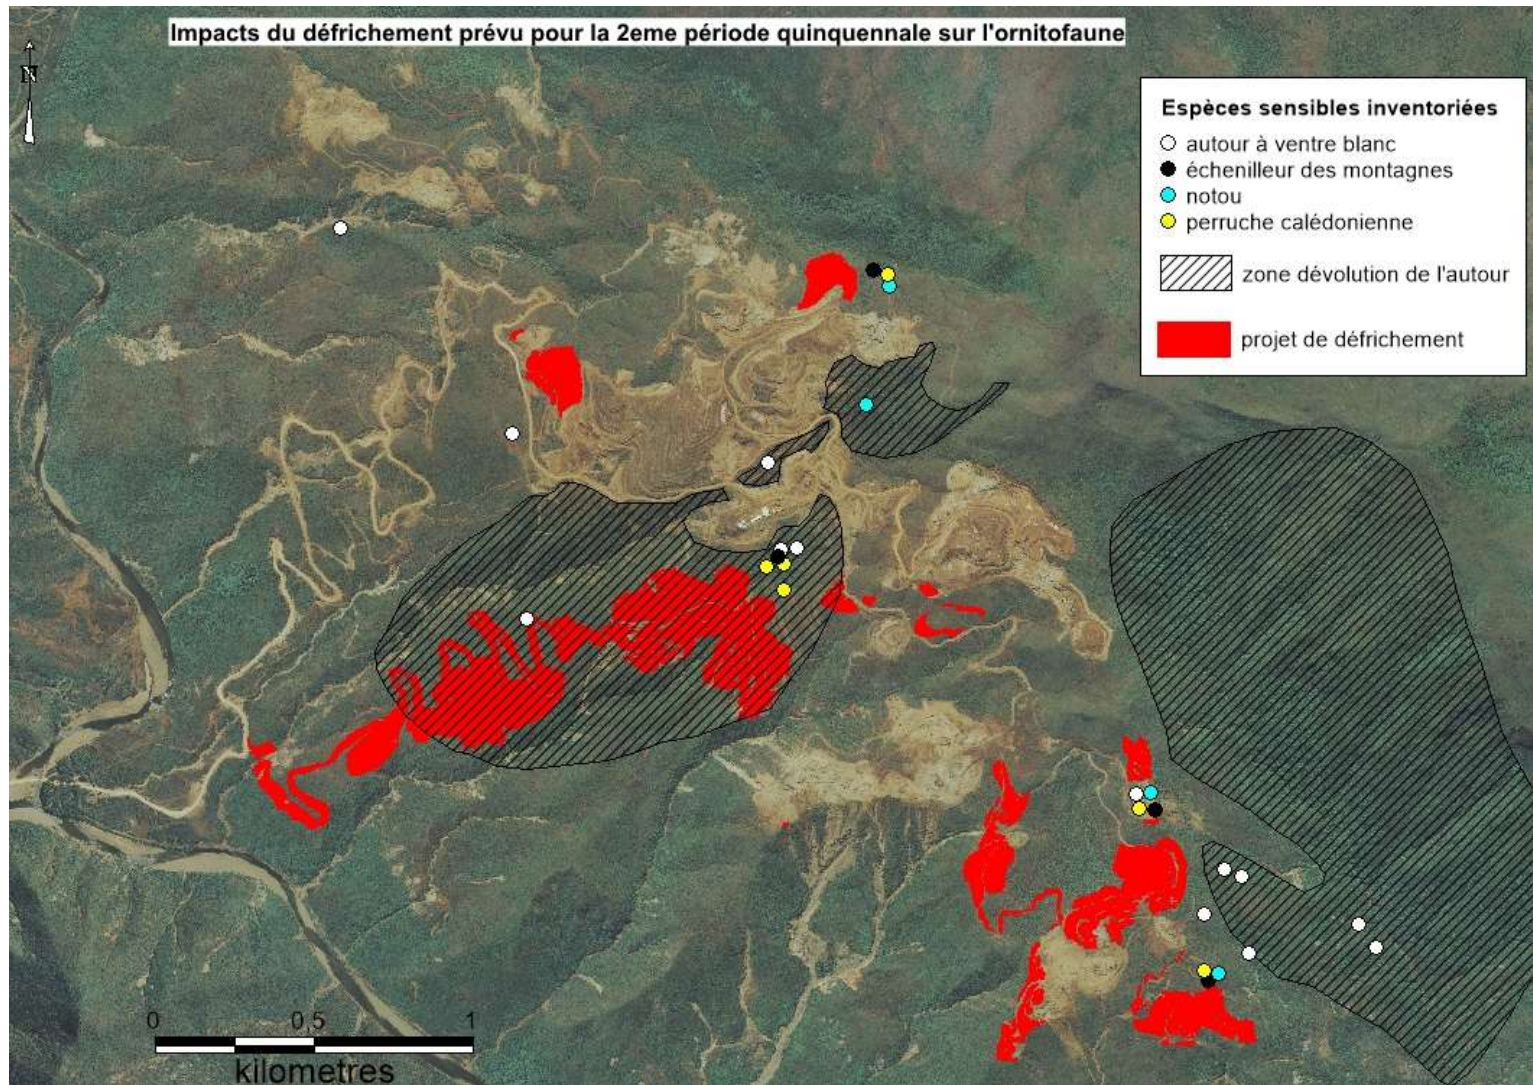 Impacts du défrichement prévu pour la 2eme période quinquennale sur l'ornitofaune
N
Espèces sensibles inventoriées
autour à ventre blanc
échenilleur des montagnes
notou
perruche calédonienne
zone dévolution de l'autour
projet de défrichement
0 0,5 1
kilometres